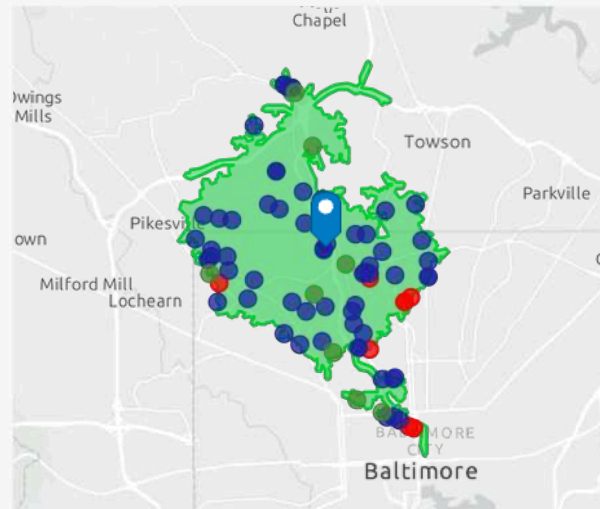 Chapel
Owings
Mills
Towson
Parkville
Pikesville
own
Milford Mill
Lochearn
BALTIMORE
CITY
Baltimore